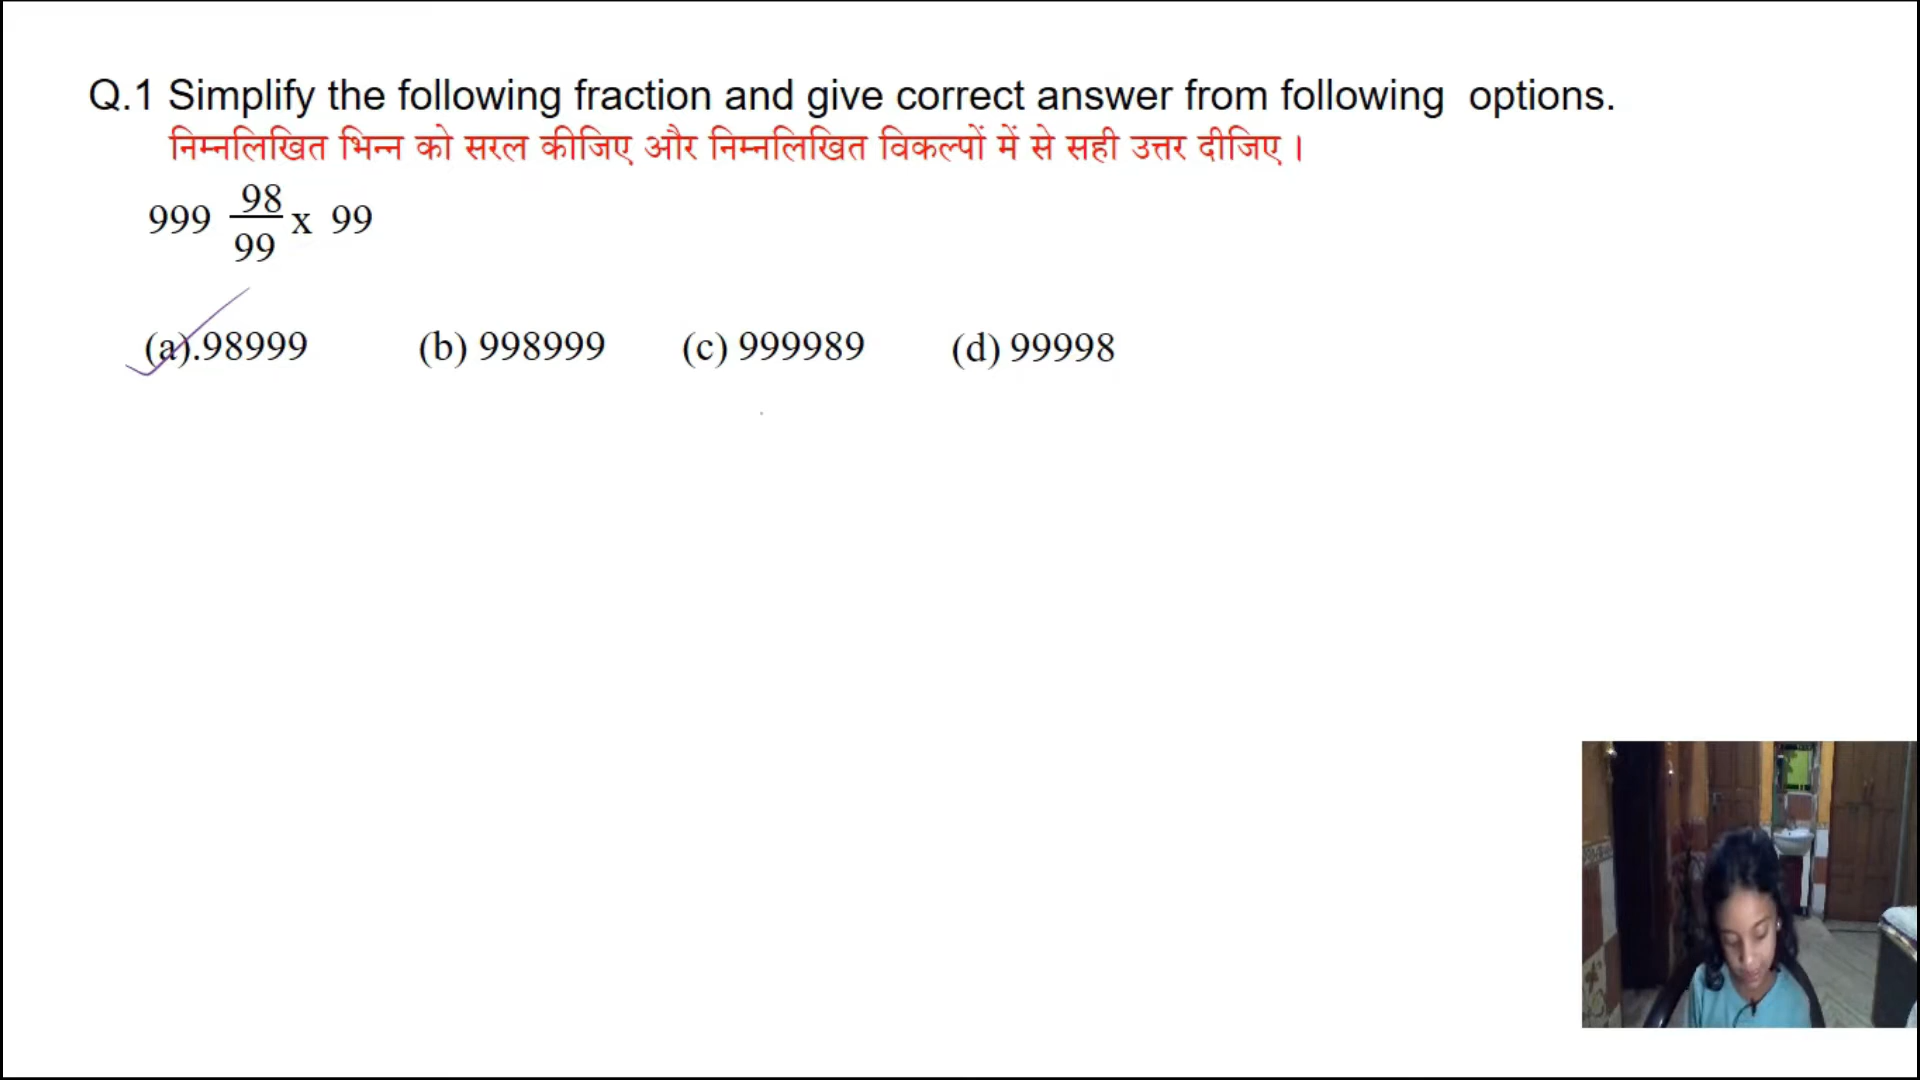 Q.1 Simplify the following fraction and give correct answer from following options.
निम्नलिखित भिन्न को सरल कीजिए और निम्नलिखित विकल्पों में से सही उत्तर दीजिए ।
999 98/99 x 99
(a).98999 (b) 998999 (c) 999989 (d) 99998